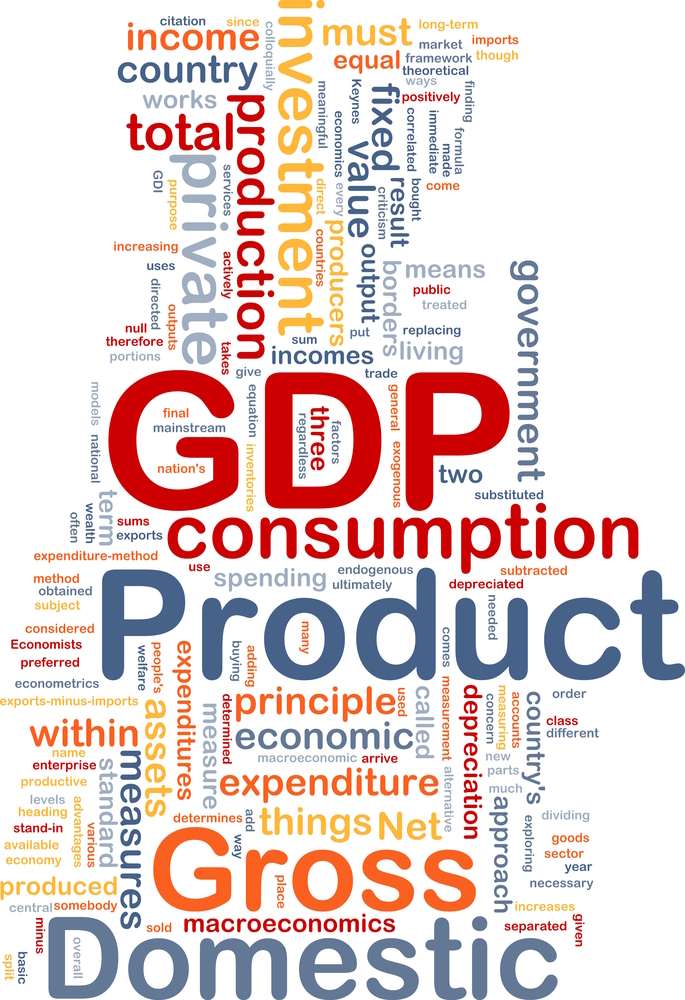 citation
since
income
colloquially
investment
must
long-term
market
imports
equal
framework
though
country
theoretical
ways
works
meaningful
Keynes
fixed
positively
finding
production
total
economics
value
correlated
immediate
made
formula
private
GDI
purpose
services
direct
every
result
criticism
bought
come
increasing
actively
countries
producers
output
borders
means
government
uses
public
directed
treated
outputs
null
put
replacing
therefore
sum
portions
takes
incomes
living
give
trade
GDP
models
equation
general
final
three
factors
mainstream
regardless
national
nation's
inventories
exogenous
two
term
substituted
wealth
often
sums
exports
consumption
expenditure-method
use
spending
endogenous
subtracted
method
ultimately
depreciated
obtained
Product
subject
needed
considered
many
Economists
welfare
people's
expenditures
buying
adding
comes
preferred
econometrics
measurement
depreciation
concern
measuring
accounts
country's
order
exports-minus-imports
assets
measure
determined
principle
used
called
class
within
economic
different
name
macroeconomic
arrive
new
enterprise
standard
measures
parts
productive
expenditure
alternative
much
approach
levels
heading
advantages
various
determines
add
things
Net
exploring
dividing
stand-in
way
available
goods
economy
Gross
sector
year
produced
place
necessary
central
somebody
increases
minus
sold
macroeconomics
separated
given
Domestic
overall
split
basic